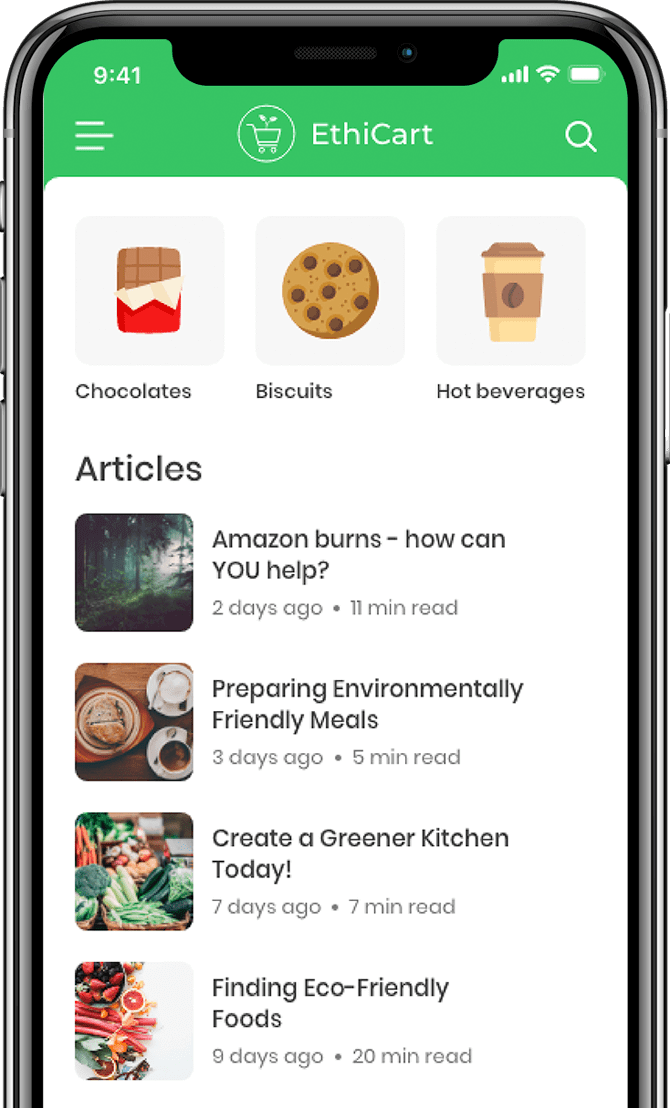 9:41
EthiCart
Chocolates
Biscuits
Hot beverages
Articles
Amazon burns - how can
YOU help?
2 days ago • 11 min read
Preparing Environmentally
Friendly Meals
3 days ago • 5 min read
Create a Greener Kitchen
Today!
7 days ago • 7 min read
Finding Eco-Friendly
Foods
9 days ago • 20 min read